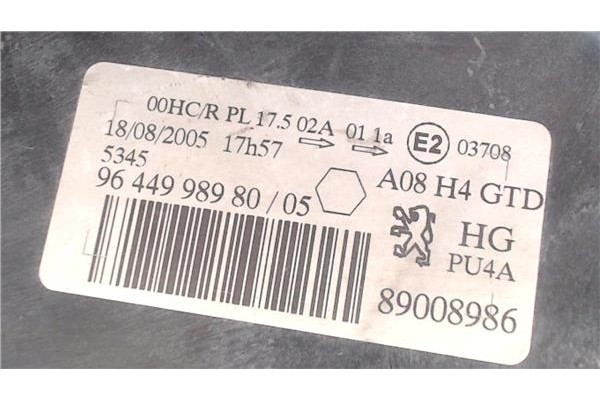 00HC/R PL 17.5 02A 01 1a E2 03708
18/08/2005 17h57
5345 A08 H4 GTD
96 449 989 80 / 05
HG
PU4A
89008986